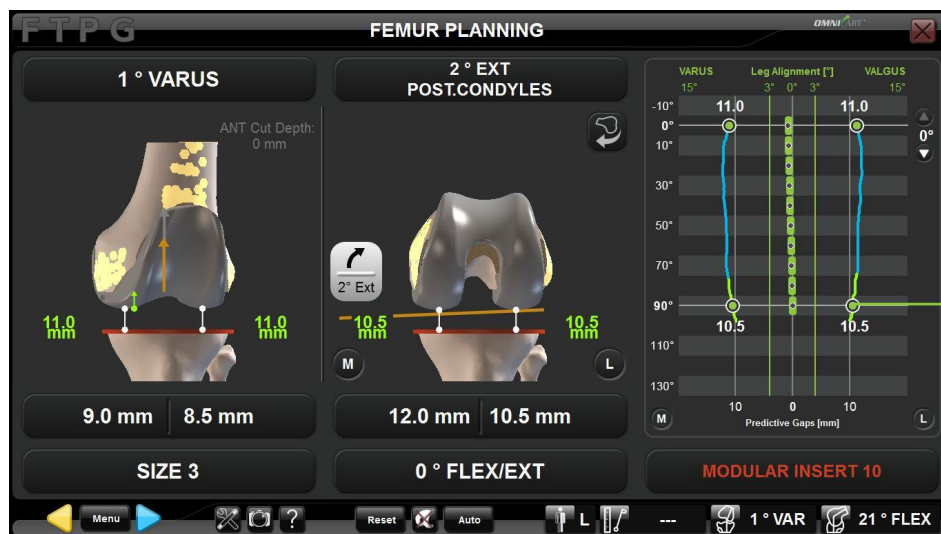 FTPG
FEMUR PLANNING
OMNI ART™
1 ° VARUS
2 ° EXT
POST.CONDYLES
ANT Cut Depth:
0 mm
2° Ext
11.0
mm
11.0
mm
10.5
mm
10.5
mm
M
L
9.0 mm 8.5 mm
12.0 mm 10.5 mm
SIZE 3
0 ° FLEX/EXT
VARUS Leg Alignment [°] VALGUS
15° 3° 0° 3° 15°
-10° 11.0 11.0
0° 0°
10°
30°
50°
70°
90°
10.5 10.5
110°
130°
10 0 10
M Predictive Gaps [mm] L
MODULAR INSERT 10
Menu ? Reset Auto L --- 1 ° VAR 21 ° FLEX